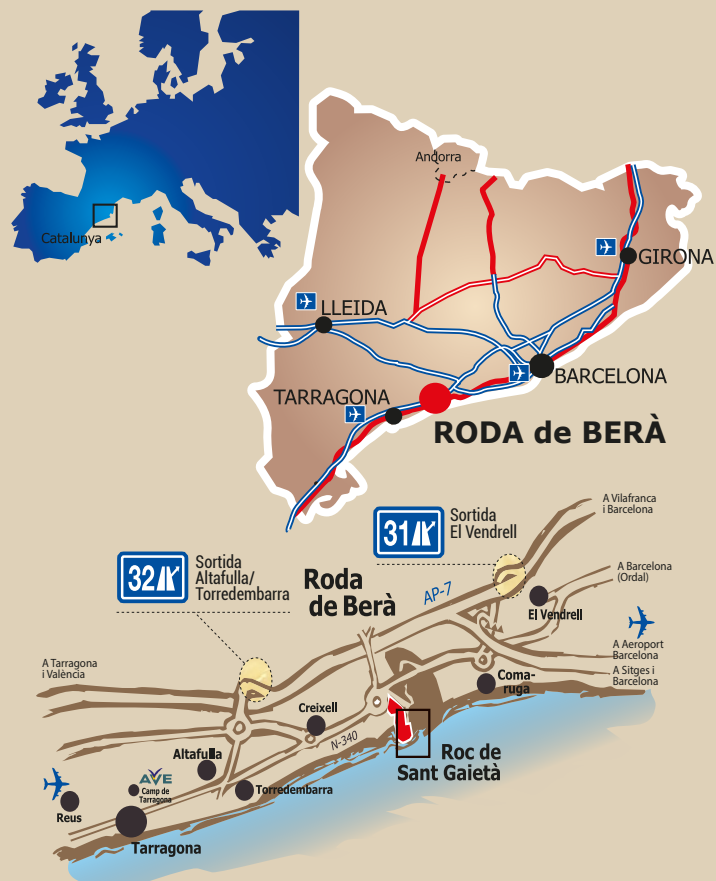 Catalunya
Andorra
GIRONA
LLEIDA
BARCELONA
TARRAGONA
RODA de BERÀ
A Vilafranca
i Barcelona
31
Sortida
El Vendrell
32
Sortida
Altafulla/
Torredembarra
Roda
de Berà
AP-7
A Barcelona
(Ordal)
El Vendrell
A Aeroport
Barcelona
A Sitges i
Barcelona
A Tarragona
i València
Coma-
ruga
Creixell
N-340
Roc de
Sant Gaietà
Altafulla
AVE
Camp de
Tarragona
Torredembarra
Reus
Tarragona